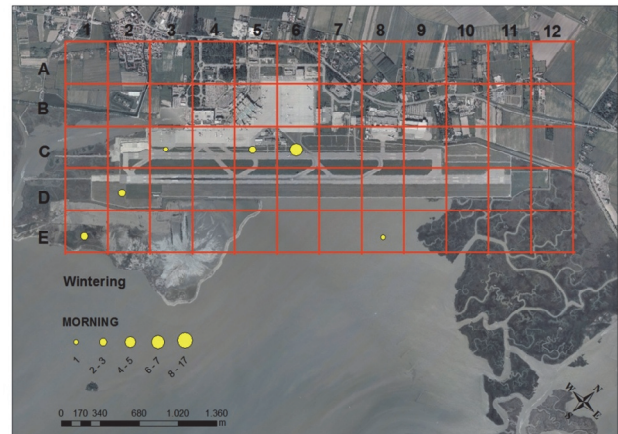 1 2 3 4 5 6 7 8 9 10 11 12
A
B
C
D
E
Wintering
MORNING
1 2 - 3 4 - 5 6 - 7 8 - 17
N
W E
S
0 170 340 680 1.020 1.360
m